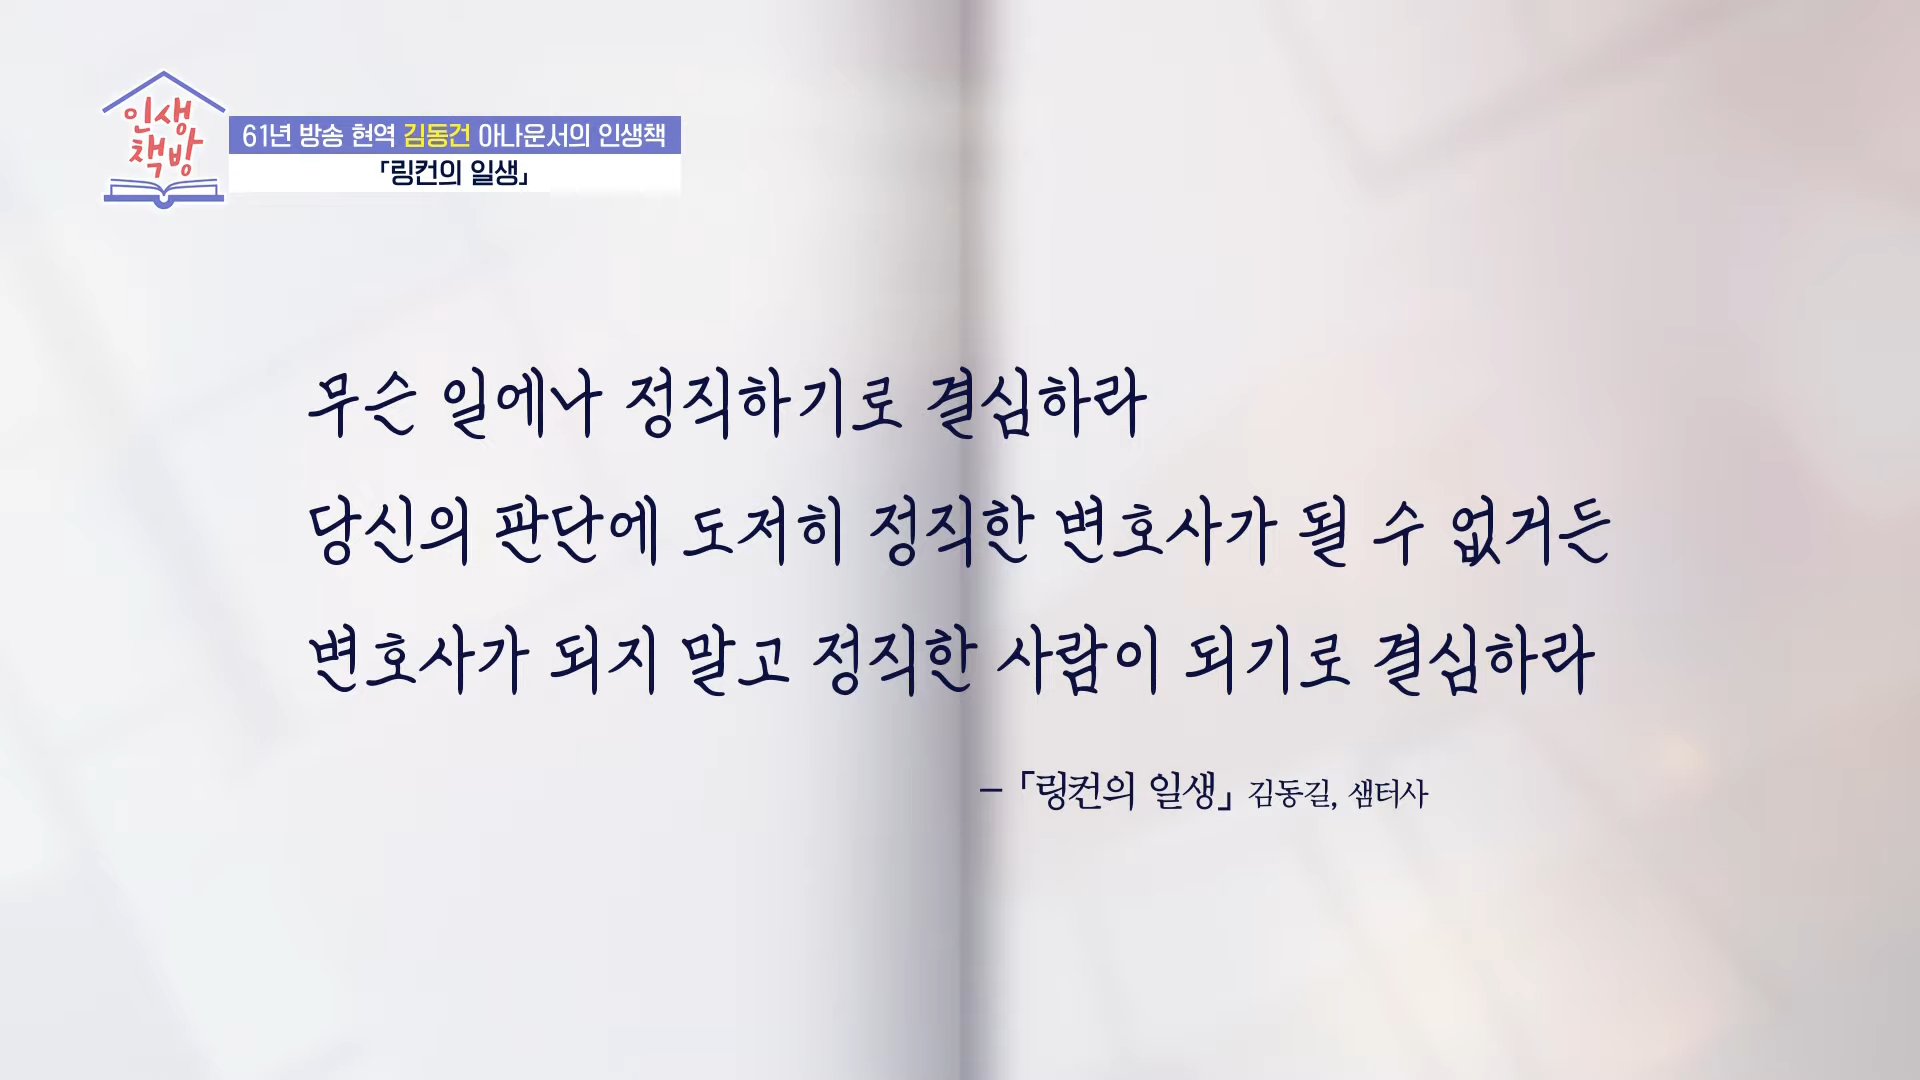 인생
책방
61년 방송 현역 김동건 아나운서의 인생책
「링컨의 일생」
무슨 일에나 정직하기로 결심하라
당신의 판단에 도저히 정직한 변호사가 될 수 없거든
변호사가 되지 말고 정직한 사람이 되기로 결심하라
– 「링컨의 일생」 김동길, 샘터사